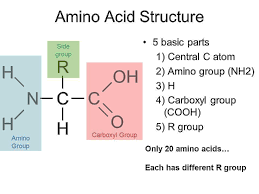 Amino Acid Structure
Side
group
R
H
H
N
C
C
OH
O
H
Amino
Group
Carboxyl Group
• 5 basic parts
1) Central C atom
2) Amino group (NH2)
3) H
4) Carboxyl group
(COOH)
5) R group
Only 20 amino acids…
Each has different R group